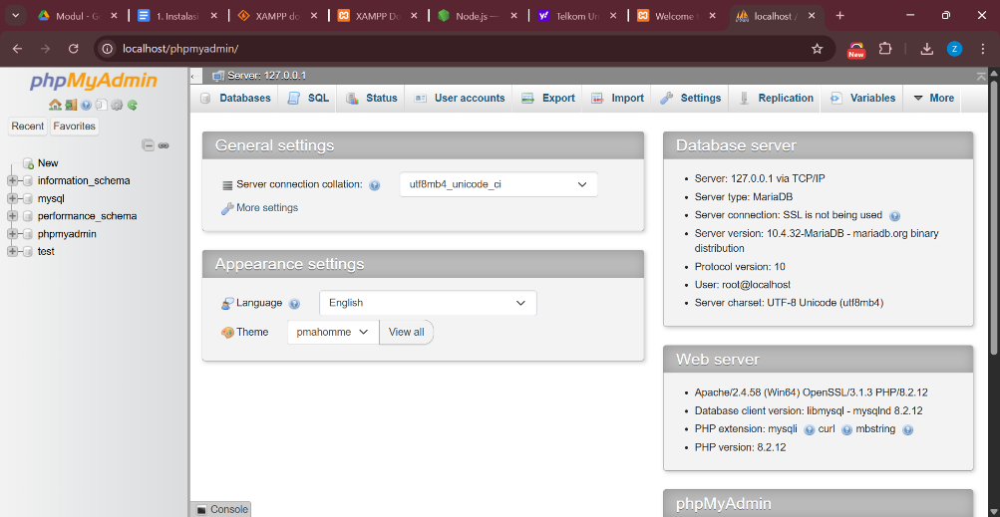 Modul - G
1. Instalasi
XAMPP do
XAMPP Do
Node.js —
Telkom Un
Welcome
localhost /
localhost/phpmyadmin/
New
Z
phpMyAdmin
Recent
Favorites
New
information_schema
mysql
performance_schema
phpmyadmin
test
Server: 127.0.0.1
Databases
SQL
Status
User accounts
Export
Import
Settings
Replication
Variables
More
General settings
Server connection collation:
utf8mb4_unicode_ci
More settings
Appearance settings
Language
English
Theme
pmahomme
View all
Database server
Server: 127.0.0.1 via TCP/IP
Server type: MariaDB
Server connection: SSL is not being used
Server version: 10.4.32-MariaDB - mariadb.org binary
distribution
Protocol version: 10
User: root@localhost
Server charset: UTF-8 Unicode (utf8mb4)
Web server
Apache/2.4.58 (Win64) OpenSSL/3.1.3 PHP/8.2.12
Database client version: libmysql - mysqlnd 8.2.12
PHP extension: mysqli curl mbstring
PHP version: 8.2.12
phpMyAdmin
Console